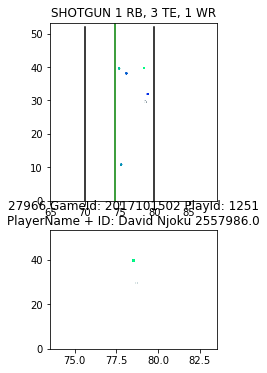 SHOTGUN 1 RB, 3 TE, 1 WR
50
40
30
20
10
0
65 70 75 80 85
27966 GameId: 2017101502 PlayId: 1251
PlayerName + ID: David Njoku 2557986.0
40
20
0
75.0 77.5 80.0 82.5